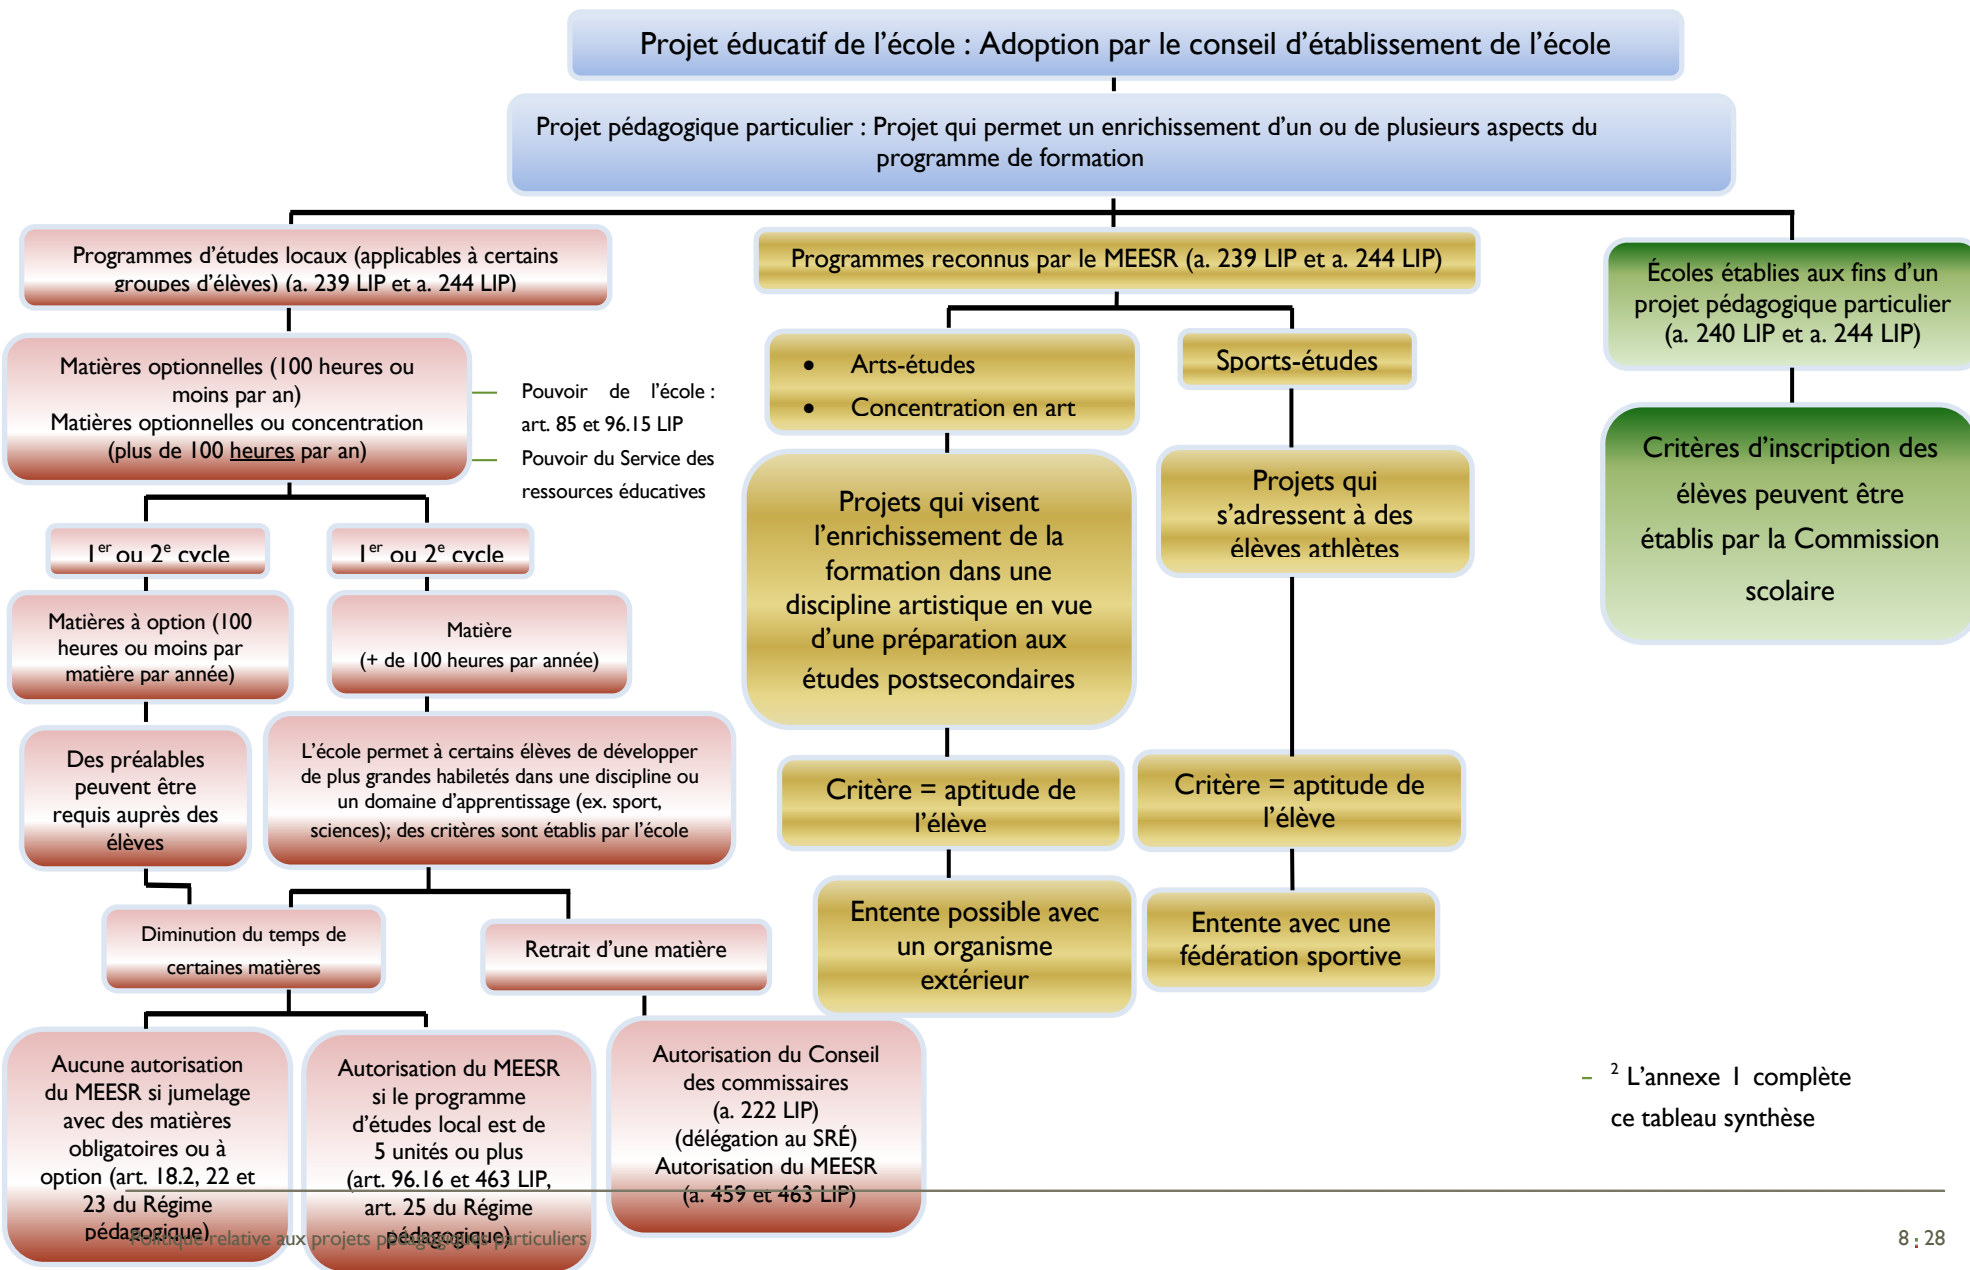 Projet éducatif de l’école : Adoption par le conseil d’établissement de l’école
Projet pédagogique particulier : Projet qui permet un enrichissement d’un ou de plusieurs aspects du
programme de formation
Programmes d’études locaux (applicables à certains
groupes d’élèves) (a. 239 LIP et a. 244 LIP)
Matières optionnelles (100 heures ou
moins par an)
Matières optionnelles ou concentration
(plus de 100 heures par an)
– Pouvoir de l’école :
art. 85 et 96.15 LIP
– Pouvoir du Service des
ressources éducatives
1er ou 2e cycle
Matières à option (100
heures ou moins par
matière par année)
Des préalables
peuvent être
requis auprès des
élèves
1er ou 2e cycle
Matière
(+ de 100 heures par année)
L’école permet à certains élèves de développer
de plus grandes habiletés dans une discipline ou
un domaine d’apprentissage (ex. sport,
sciences); des critères sont établis par l’école
Diminution du temps de
certaines matières
Retrait d’une matière
Aucune autorisation
du MEESR si jumelage
avec des matières
obligatoires ou à
option (art. 18.2, 22 et
23 du Régime
pédagogique)
Autorisation du MEESR
si le programme
d’études local est de
5 unités ou plus
(art. 96.16 et 463 LIP,
art. 25 du Régime
pédagogique)
Autorisation du Conseil
des commissaires
(a. 222 LIP)
(délégation au SRÉ)
Autorisation du MEESR
(a. 459 et 463 LIP)
Programmes reconnus par le MEESR (a. 239 LIP et a. 244 LIP)
• Arts-études
• Concentration en art
Projets qui visent
l’enrichissement de la
formation dans une
discipline artistique en vue
d’une préparation aux
études postsecondaires
Critère = aptitude de
l’élève
Entente possible avec
un organisme
extérieur
Sports-études
Projets qui
s’adressent à des
élèves athlètes
Critère = aptitude de
l’élève
Entente avec une
fédération sportive
Écoles établies aux fins d’un
projet pédagogique particulier
(a. 240 LIP et a. 244 LIP)
Critères d’inscription des
élèves peuvent être
établis par la Commission
scolaire
– 2 L’annexe 1 complète
ce tableau synthèse
Politique relative aux projets pédagogiques particuliers
8 : 28